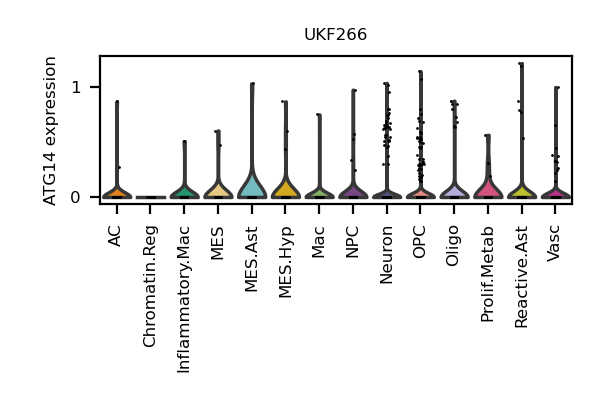 UKF266
ATG14 expression
1
0
AC
Chromatin.Reg
Inflammatory.Mac
MES
MES.Ast
MES.Hyp
Mac
NPC
Neuron
OPC
Oligo
Prolif.Metab
Reactive.Ast
Vasc